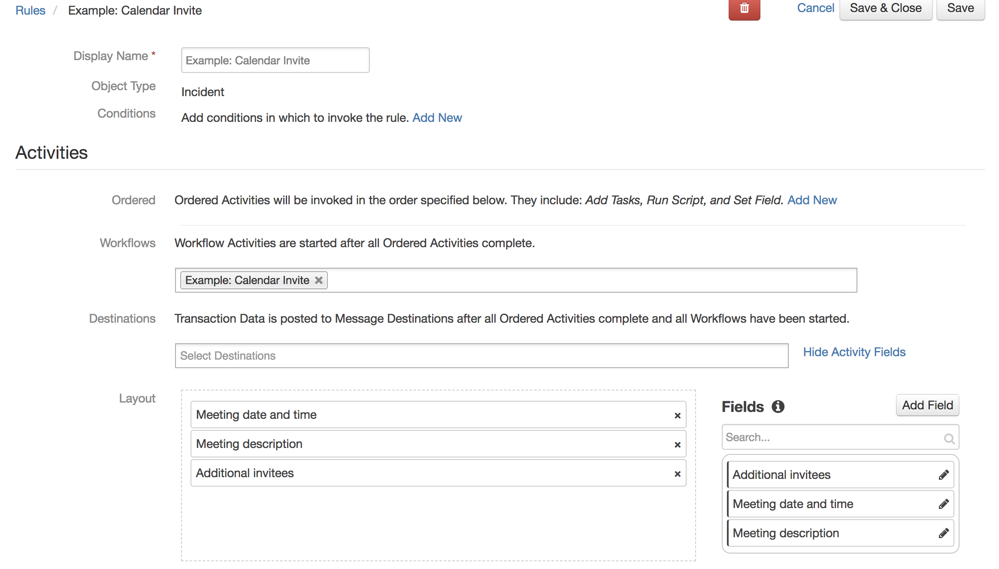 Rules / Example: Calendar Invite
Cancel Save & Close Save
Display Name * Example: Calendar Invite
Object Type Incident
Conditions Add conditions in which to invoke the rule. Add New
Activities
Ordered Ordered Activities will be invoked in the order specified below. They include: Add Tasks, Run Script, and Set Field. Add New
Workflows Workflow Activities are started after all Ordered Activities complete.
Example: Calendar Invite
Destinations Transaction Data is posted to Message Destinations after all Ordered Activities complete and all Workflows have been started.
Select Destinations Hide Activity Fields
Layout
Meeting date and time
Meeting description
Additional invitees
Fields Add Field
Search...
Additional invitees
Meeting date and time
Meeting description